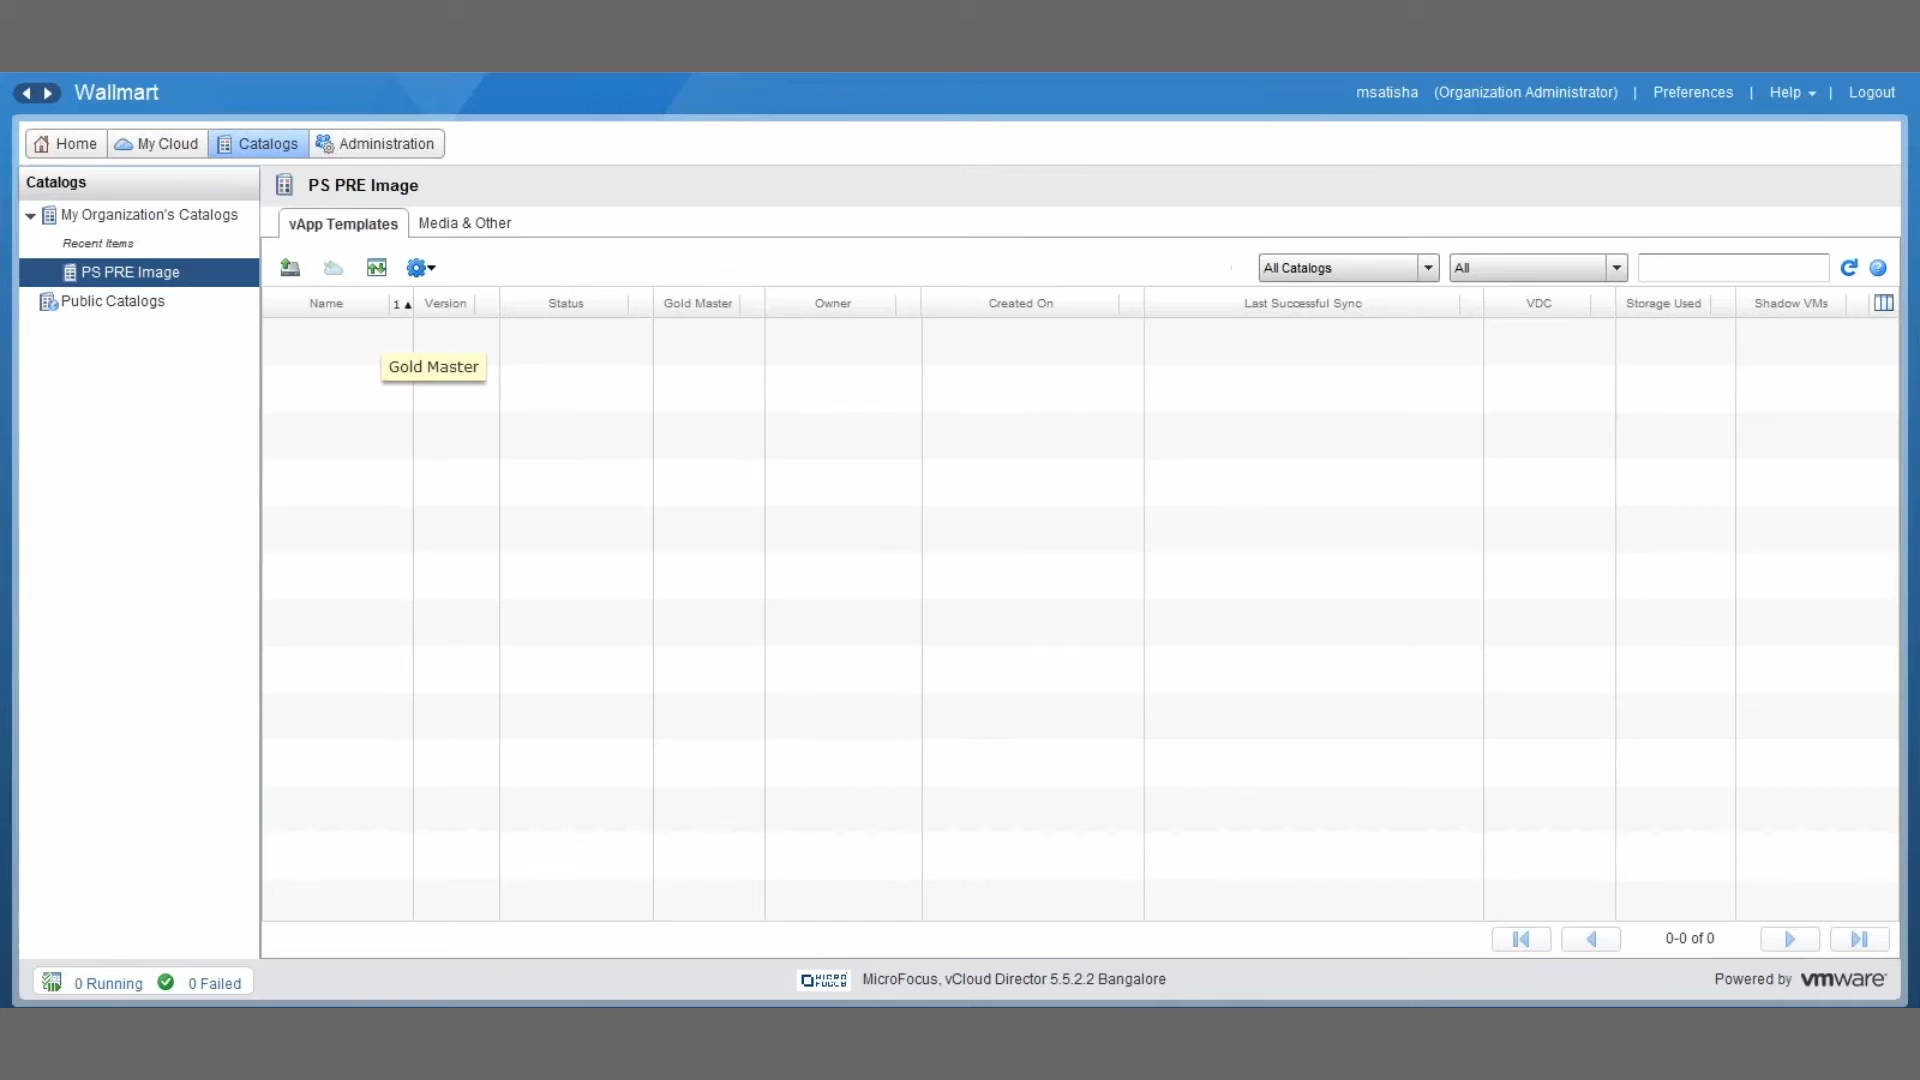 Wallmart
msatisha (Organization Administrator) | Preferences | Help | Logout
Home
My Cloud
Catalogs
Administration
Catalogs
My Organization's Catalogs
Recent Items
PS PRE Image
Public Catalogs
PS PRE Image
vApp Templates
Media & Other
All Catalogs
All
Name 1 Version Status Gold Master Owner Created On Last Successful Sync VDC Storage Used Shadow VMs
Gold Master
0-0 of 0
0 Running 0 Failed
MICRO
FOCUS
MicroFocus, vCloud Director 5.5.2.2 Bangalore
Powered by vmware